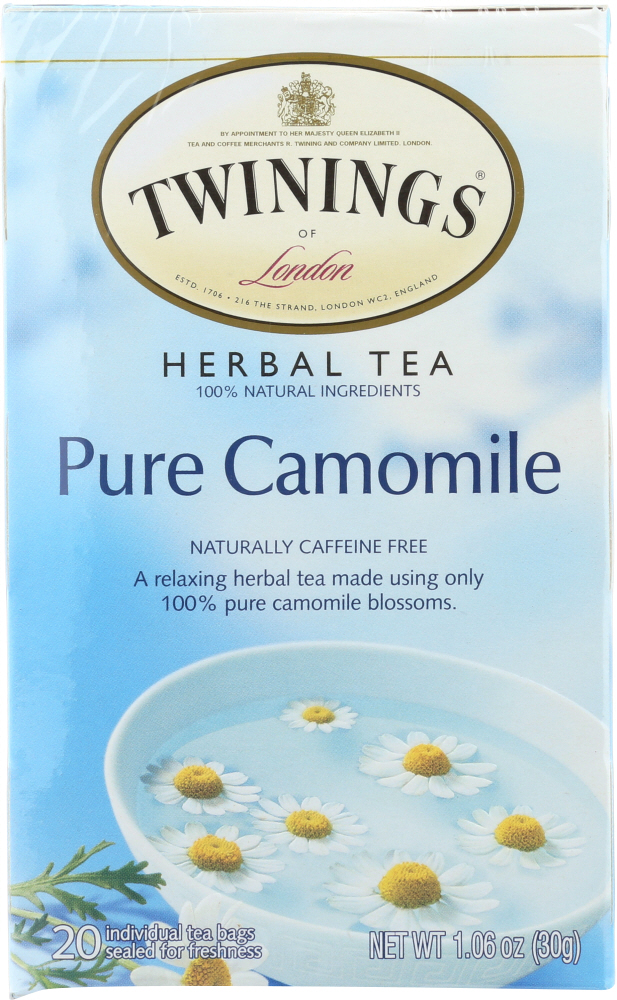 BY APPOINTMENT TO HER MAJESTY QUEEN ELIZABETH II
TEA AND COFFEE MERCHANTS R. TWINING AND COMPANY LIMITED. LONDON.
TWININGS®
OF
London
ESTD. 1706 • 216 THE STRAND, LONDON WC2, ENGLAND
HERBAL TEA
100% NATURAL INGREDIENTS
Pure Camomile
NATURALLY CAFFEINE FREE
A relaxing herbal tea made using only
100% pure camomile blossoms.
20 individual tea bags
sealed for freshness
NET WT 1.06 oz (30g)